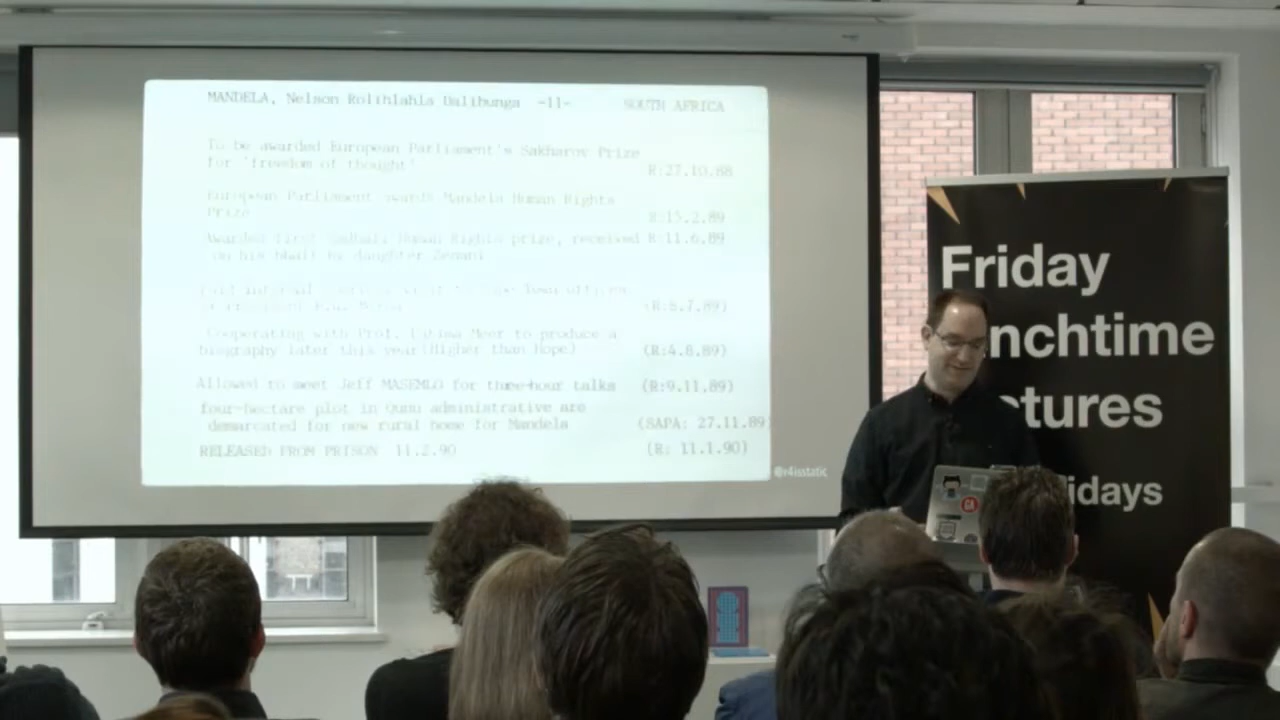 MANDELA, Nelson Rolihlahla Dalibunga -11- SOUTH AFRICA
To be awarded European Parliament's Sakharov Prize
for 'freedom of thought' R:27.10.88
European Parliament awards Mandela Human Rights
Prize R:15.2.89
Awarded first Human Rights prize, received R:11.6.89
on his by daughter Zenani
(R:8.7.89)
Cooperating with Prof. Meer to produce a
biography later this year(Higher than Hope) (R:4.8.89)
Allowed to meet Jeff MASEMLO for three-hour talks (R:9.11.89)
four-hectare plot in Qunu administrative are
demarcated for new rural home for Mandela (SAPA: 27.11.89)
RELEASED FROM PRISON 11.2.90 (R: 11.1.90)
@r4isstatic
Friday
nchtime
ctures
idays